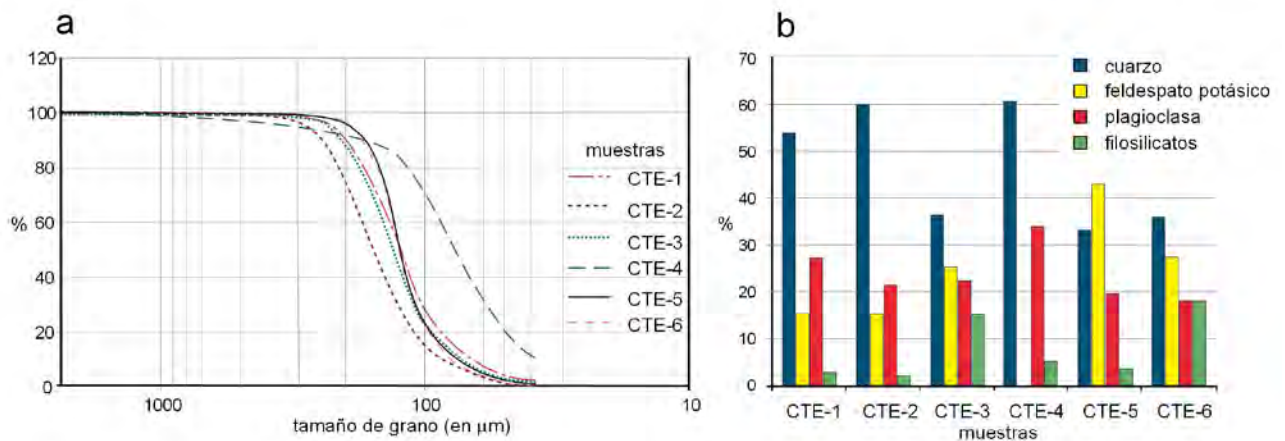 a
120
100
80
60
%
40
20
0
1000
100
10
tamaño de grano (en µm)
muestras
CTE-1
CTE-2
CTE-3
CTE-4
CTE-5
CTE-6
b
70
60
50
40
%
30
20
10
0
cuarzo
feldespato potásico
plagioclasa
filosilicatos
CTE-1 CTE-2 CTE-3 CTE-4 CTE-5 CTE-6
muestras